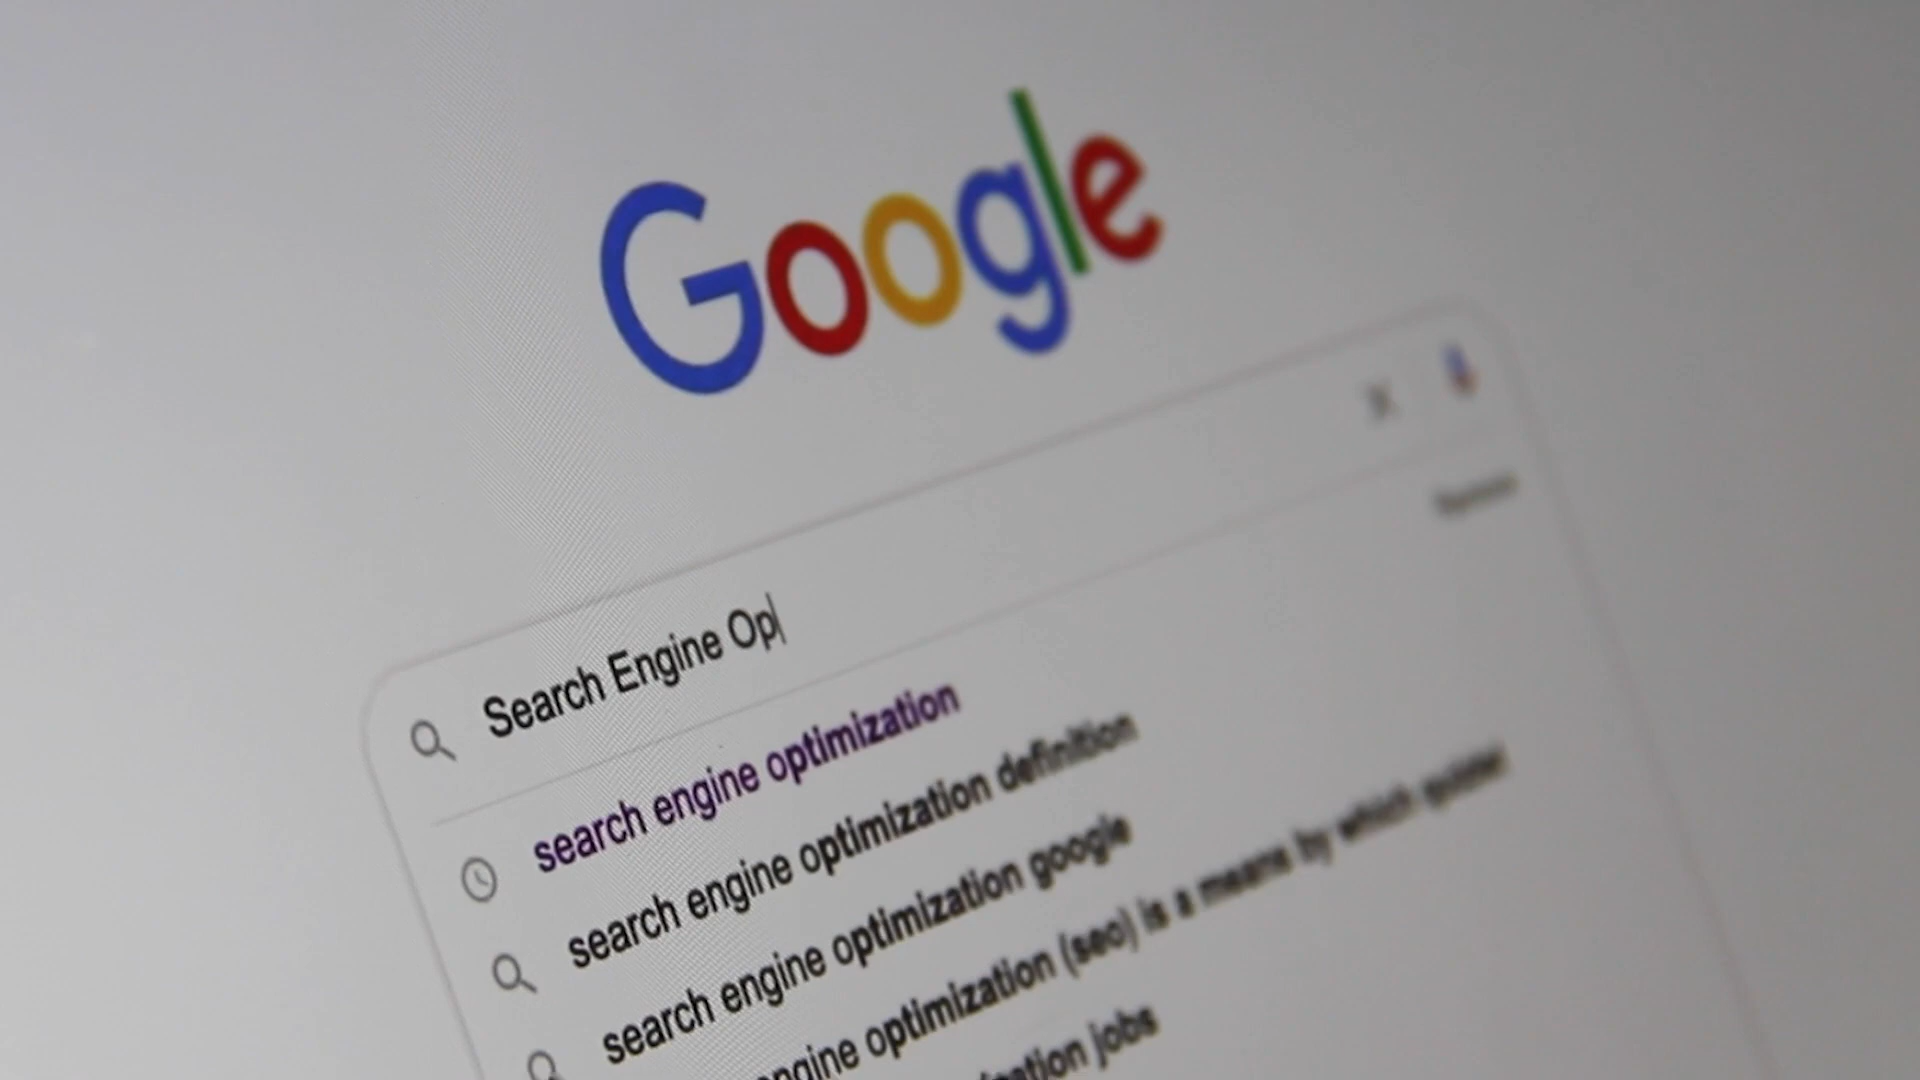 Google
Search Engine Op
search engine optimization
search engine optimization definition
search engine optimization google
engine optimization (seo) is a means by which
jobs